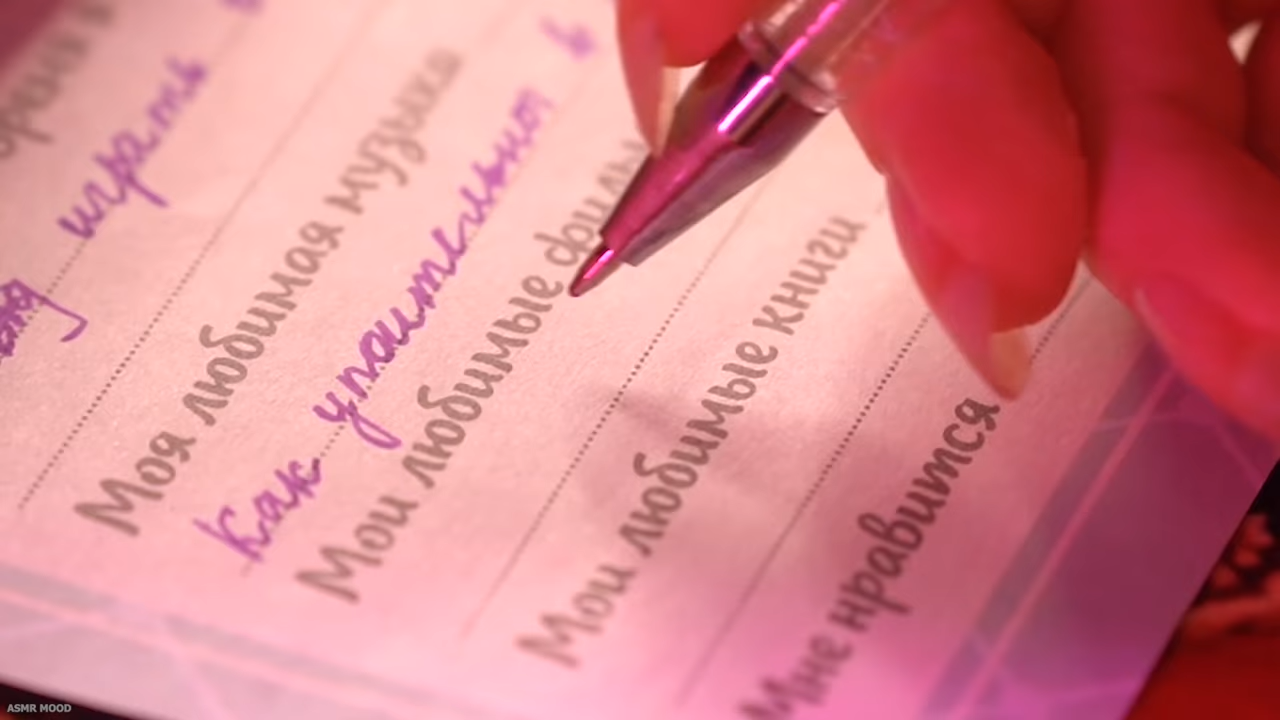 играть
Моя любимая музыка
Как упоительны в
Мои любимые фильмы
Мои любимые книги
Мне нравится
ASMR MOOD